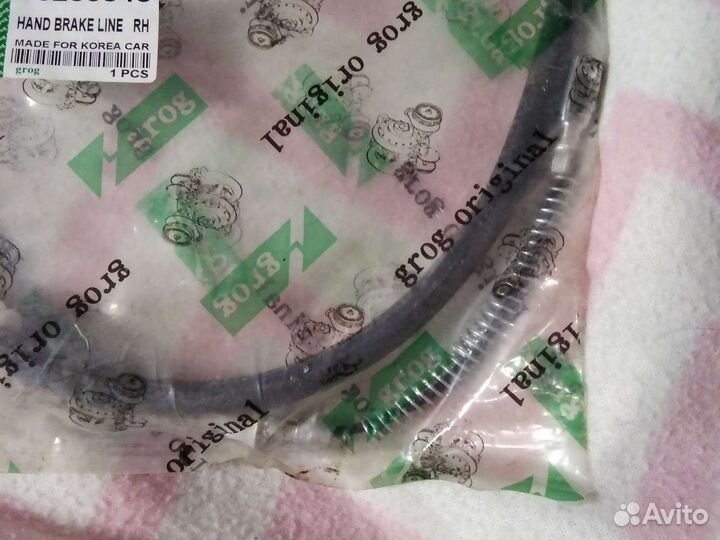 HAND BRAKE LINE RH
MADE FOR KOREA CAR
grog
1 PCS
grog original
grog
original
grog original
grog original
grog
grog
original
grog
Avito